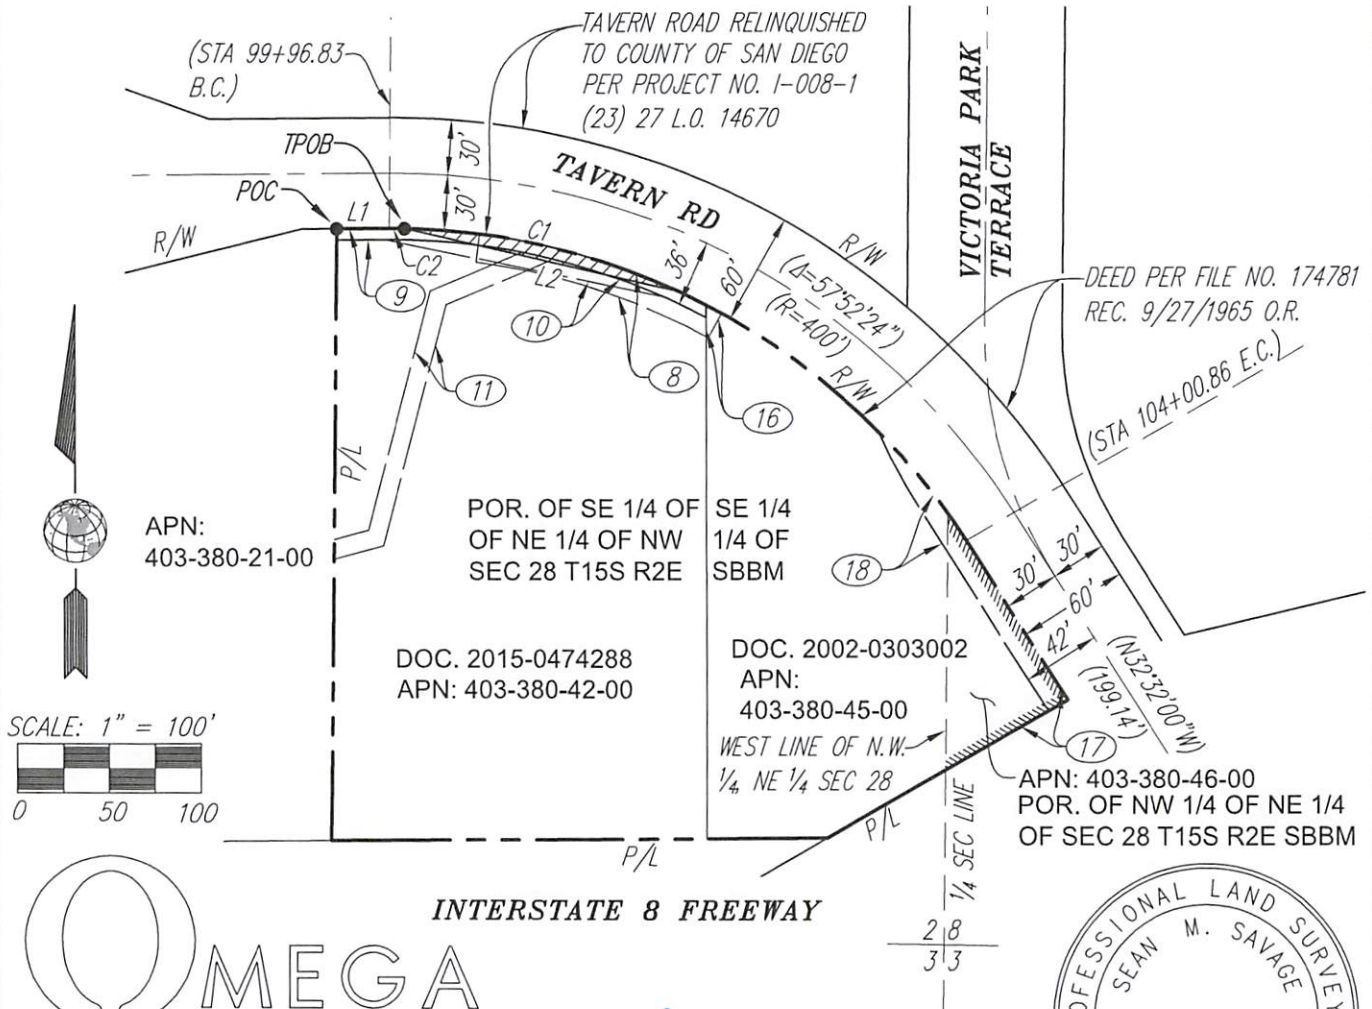 TAVERN ROAD RELINQUISHED
TO COUNTY OF SAN DIEGO
PER PROJECT NO. I-008-1
(23) 27 L.O. 14670
(STA 99+96.83
B.C.)
TPOB
POC
L1
R/W
30'
30'
TAVERN RD
VICTORIA PARK
TERRACE
R/W
C1
C2
L2
36'
60'
(Δ=57°52'24")
(R=400')
R/W
DEED PER FILE NO. 174781
REC. 9/27/1965 O.R.
(STA 104+00.86 E.C.)
9
10
11
8
16
P/L
APN:
403-380-21-00
POR. OF SE 1/4 OF SE 1/4
OF NE 1/4 OF NW 1/4 OF
SEC 28 T15S R2E SBBM
18
30'
30'
60'
42'
(N32°32'00"W)
(199.14')
DOC. 2015-0474288
APN: 403-380-42-00
DOC. 2002-0303002
APN:
403-380-45-00
WEST LINE OF N.W.
1/4, NE 1/4 SEC 28
17
APN: 403-380-46-00
POR. OF NW 1/4 OF NE 1/4
OF SEC 28 T15S R2E SBBM
SCALE: 1" = 100'
0 50 100
P/L
P/L
1/4 SEC LINE
INTERSTATE 8 FREEWAY
28
33
OMEGA
SEAN M. SAVAGE